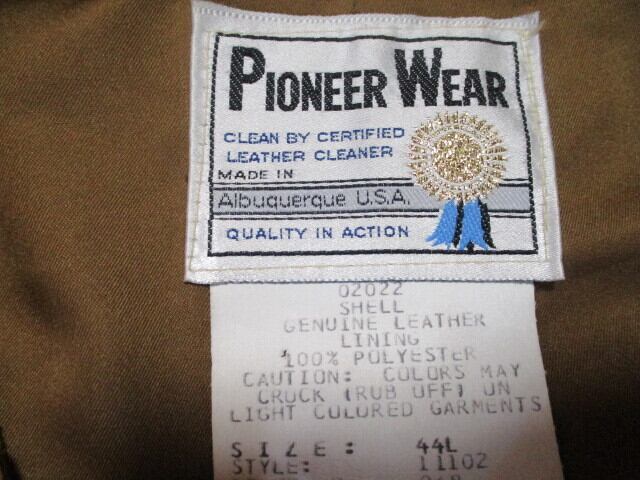 PIONEER WEAR
CLEAN BY CERTIFIED
LEATHER CLEANER
MADE IN
Albuquerque U.S.A.
QUALITY IN ACTION
02022
SHELL
GENUINE LEATHER
LINING
100% POLYESTER
CAUTION: COLORS MAY
CROCK (RUB OFF) ON
LIGHT COLORED GARMENTS
SIZE: 44L
STYLE: 11102